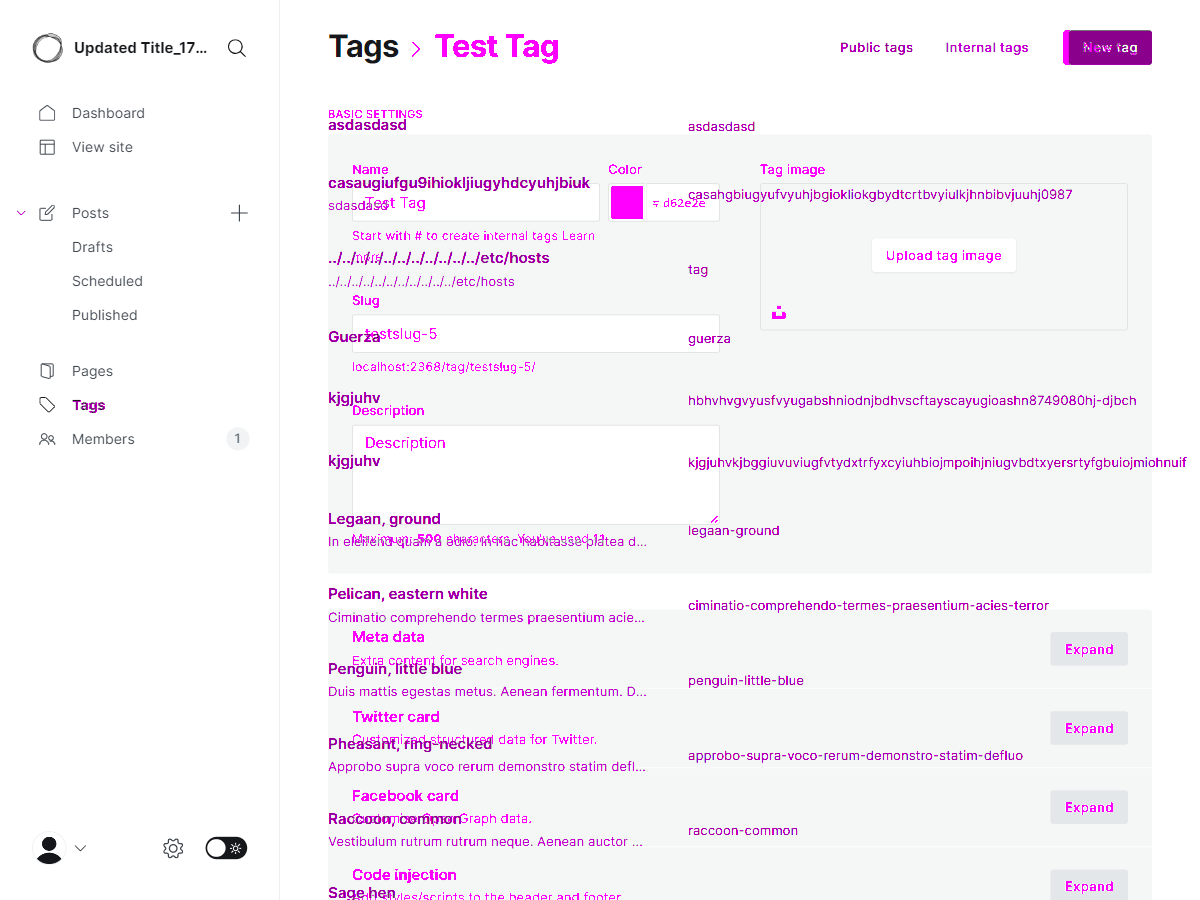 Updated Title_17...
Tags > Test Tag
Public tags
Internal tags
New tag
Dashboard
View site
Posts
Drafts
Scheduled
Published
Pages
Tags
Members
1
BASIC SETTINGS
asdasdasd
asdasdasd
Name
Color
Tag image
casaugiufgu9ihiokljiugyhdcyuhjbiuk
casahgbiugyufvyuhjbgiokliokgbydtcrtbvyiulkjhnbibvjuuhj0987
sdasdasd
Test Tag
# d62e2e
Start with # to create internal tags Learn
more
../../../../../../../../../../../etc/hosts
Upload tag image
tag
../../../../../../../../../../../etc/hosts
Slug
testslug-5
Guerza
guerza
localhost:2368/tag/testslug-5/
kjgjuhv
hbhvhvgvyusfvyugabshniodnjbdhvscftayscayugioashn8749080hj-djbch
Description
Description
kjgjuhv
kjgjuhvkjbggiuvuviugfvtydxtrfyxcyiuhbiojmpoihjniugvbdtxyersrtyfgbuiojmiohnuif
Legaan, ground
legaan-ground
In eleifend quam a odio. In hac habitasse platea d...
Maximum: 500 characters. You've used 11
Pelican, eastern white
ciminatio-comprehendo-termes-praesentium-acies-terror
Ciminatio comprehendo termes praesentium acie...
Meta data
Extra content for search engines.
Expand
Penguin, little blue
penguin-little-blue
Duis mattis egestas metus. Aenean fermentum. D...
Twitter card
Customized structured data for Twitter.
Expand
Pheasant, ring-necked
approbo-supra-voco-rerum-demonstro-statim-defluo
Approbo supra voco rerum demonstro statim defl...
Facebook card
Customise Open Graph data.
Expand
Raccoon, common
raccoon-common
Vestibulum rutrum rutrum neque. Aenean auctor ...
Code injection
Add styles/scripts to the header and footer
Expand
Sage hen